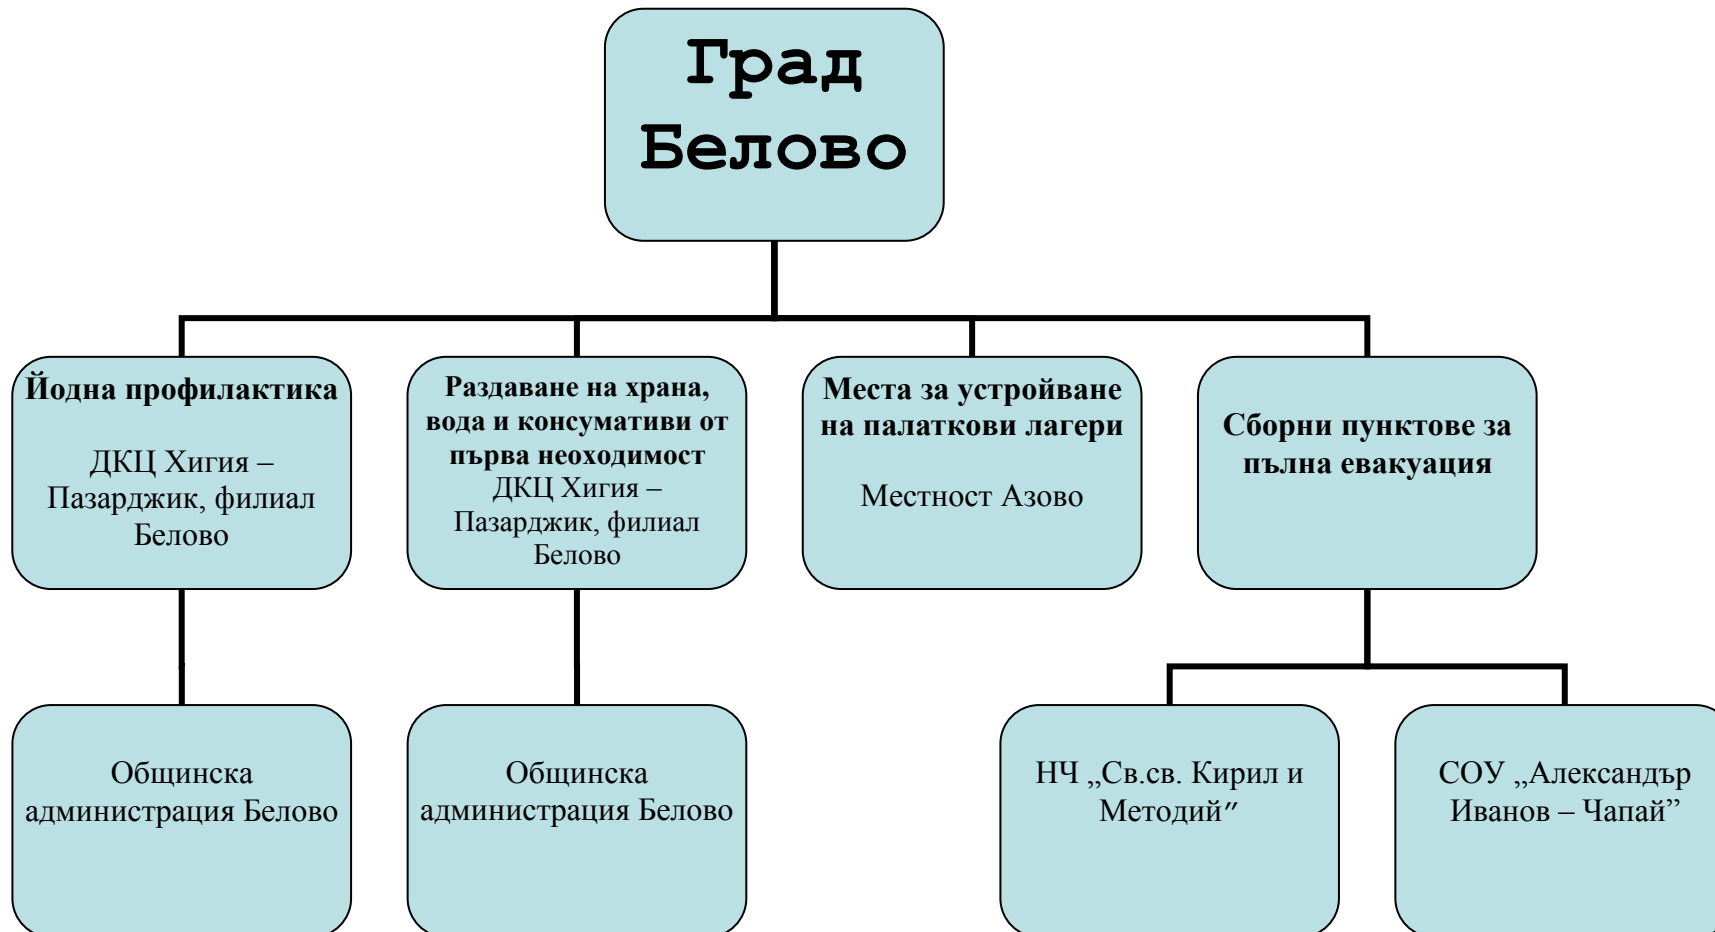 Град
Белово
Йодна профилактика
ДКЦ Хигия –
Пазарджик, филиал
Белово
Раздаване на храна,
вода и консумативи от
първа неоходимост
ДКЦ Хигия –
Пазарджик, филиал
Белово
Места за устройване
на палаткови лагери
Местност Азово
Сборни пунктове за
пълна евакуация
Общинска
администрация Белово
Общинска
администрация Белово
НЧ „Св.св. Кирил и
Методий”
СОУ „Александър
Иванов – Чапай”